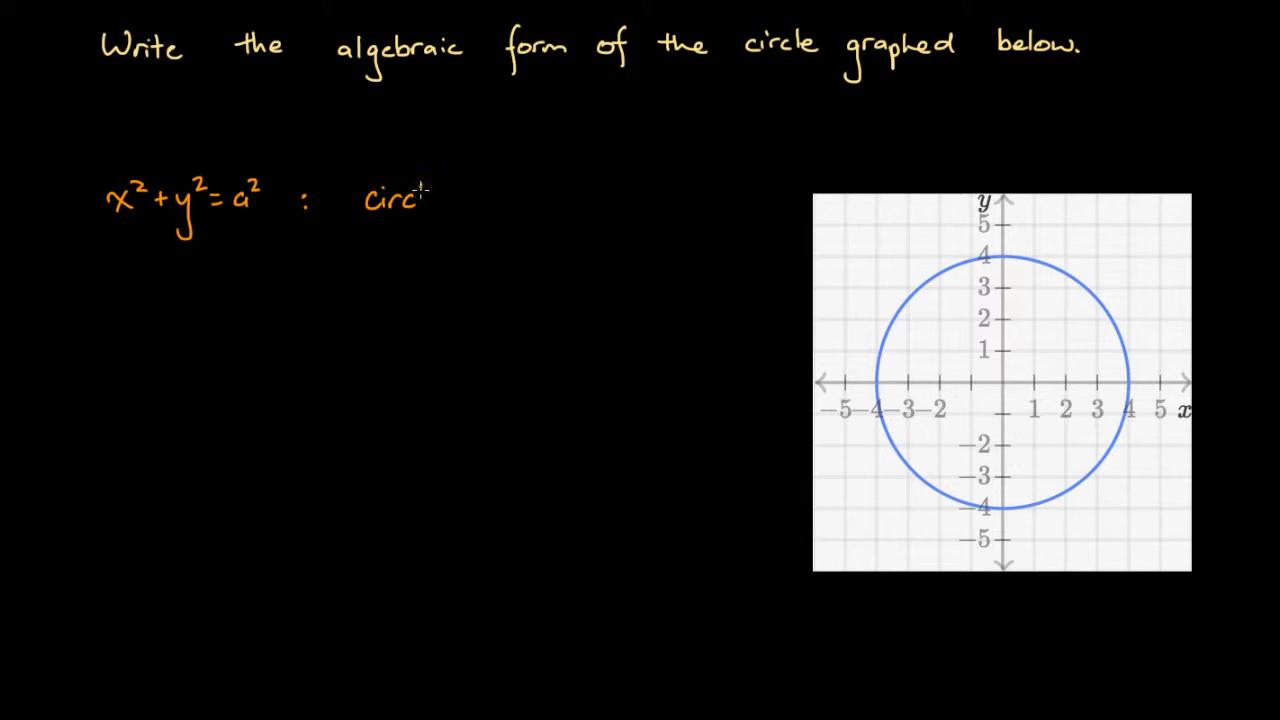 Write the algebraic form of the circle graphed below.
x² + y² = a² : circ
y
5
4
3
2
1
−5 −4 −3 −2 1 2 3 4 5 x
−2
−3
−4
−5